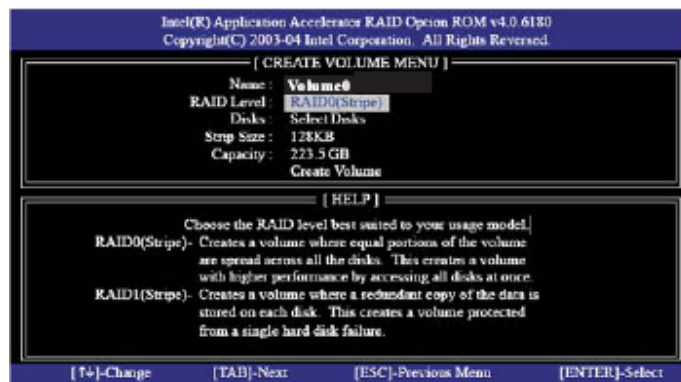 Intel(R) Application Accelerator RAID Option ROM v4.0.6180
Copyright(C) 2003-04 Intel Corporation. All Rights Reversed.
[ CREATE VOLUME MENU ]
Name : Volume0
RAID Level : RAID0(Stripe)
Disks : Select Disks
Strip Size : 128KB
Capacity : 223.5 GB
Create Volume
[ HELP ]
Choose the RAID level best suited to your usage model.
RAID0(Stripe)- Creates a volume where equal portions of the volume
are spread across all the disks. This creates a volume
with higher performance by accessing all disks at once.
RAID1(Stripe)- Creates a volume where a redundant copy of the data is
stored on each disk. This creates a volume protected
from a single hard disk failure.
[↑↓]-Change [TAB]-Next [ESC]-Previous Menu [ENTER]-Select